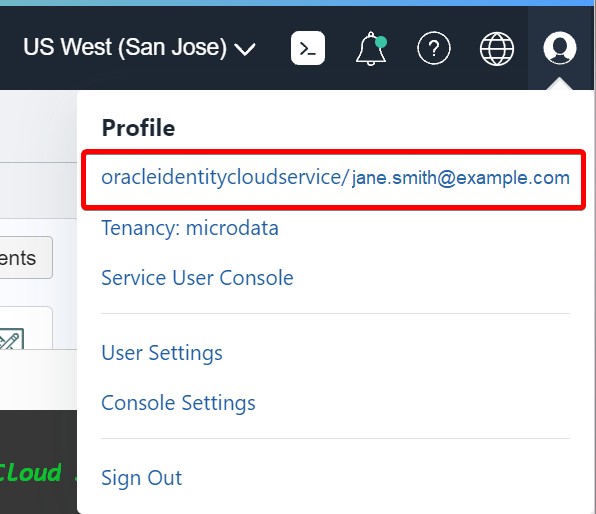 US West (San Jose)
Profile
oracleidentitycloudservice/jane.smith@example.com
Tenancy: microdata
ents
Service User Console
User Settings
Console Settings
Cloud
Sign Out